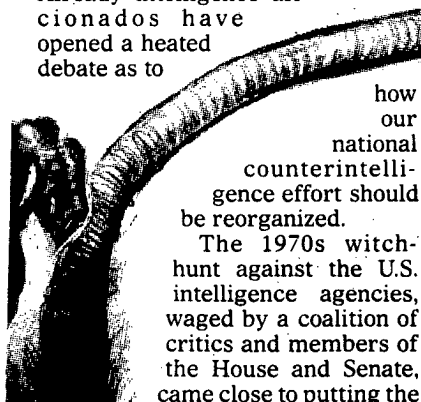 cionados have
opened a heated
debate as to
how
our
national
counterintelli-
gence effort should
be reorganized.
The 1970s witch-
hunt against the U.S.
intelligence agencies,
waged by a coalition of
critics and members of
the House and Senate,
came close to putting the